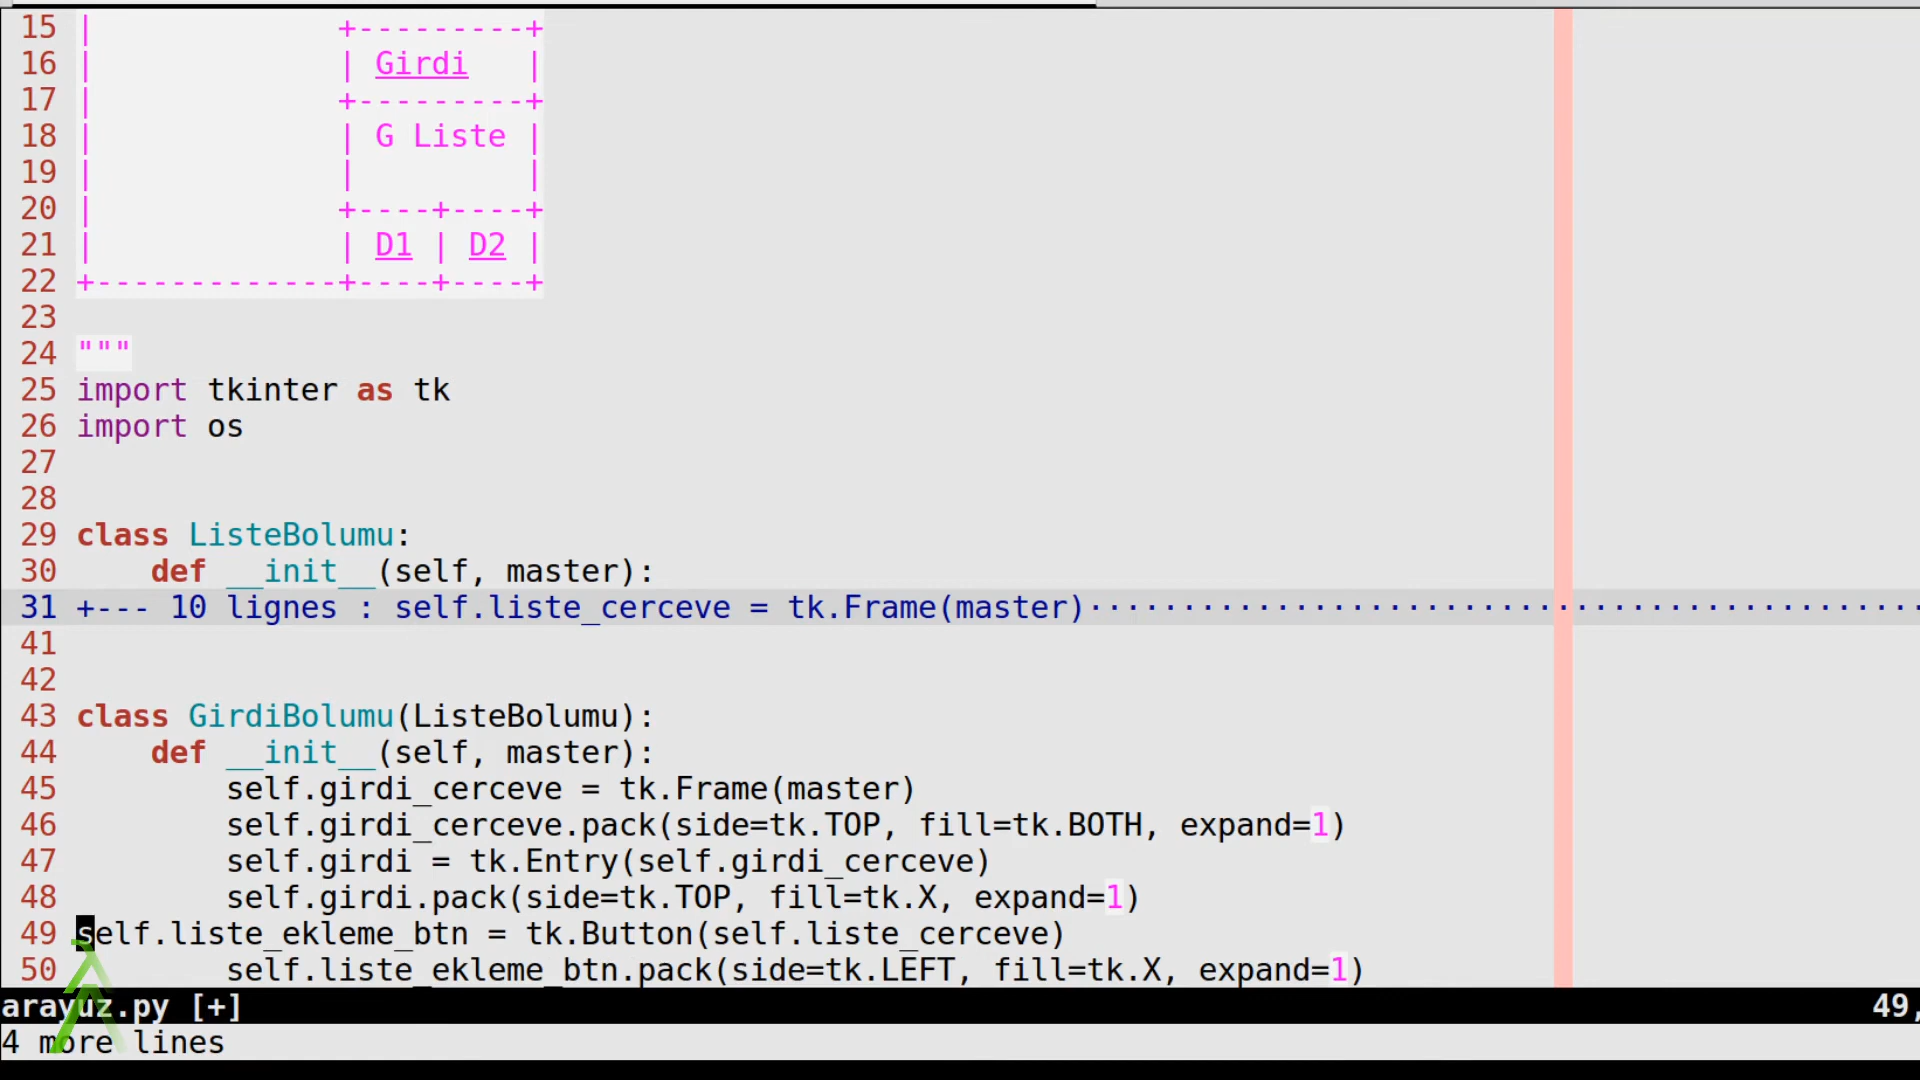 15 |             +---------+
16 |             | Girdi   |
17 |             +---------+
18 |             | G Liste |
19 |             |         |
20 |             +----+----+
21 |             | D1 | D2 |
22 +-------------+----+----+
23
24 """
25 import tkinter as tk
26 import os
27
28
29 class ListeBolumu:
30     def __init__(self, master):
31 +--- 10 lignes : self.liste_cerceve = tk.Frame(master)············································
41
42
43 class GirdiBolumu(ListeBolumu):
44     def __init__(self, master):
45         self.girdi_cerceve = tk.Frame(master)
46         self.girdi_cerceve.pack(side=tk.TOP, fill=tk.BOTH, expand=1)
47         self.girdi = tk.Entry(self.girdi_cerceve)
48         self.girdi.pack(side=tk.TOP, fill=tk.X, expand=1)
49 self.liste_ekleme_btn = tk.Button(self.liste_cerceve)
50         self.liste_ekleme_btn.pack(side=tk.LEFT, fill=tk.X, expand=1)
arayuz.py [+] 49,
4 more lines